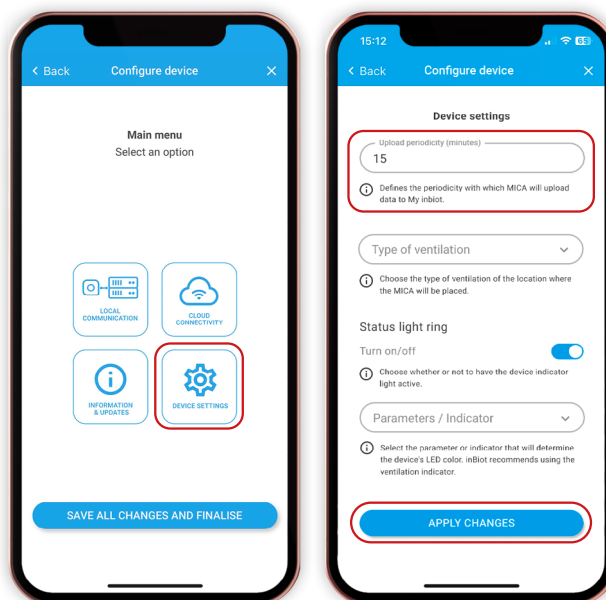 Back
Configure device
Main menu
Select an option
LOCAL
COMMUNICATION
CLOUD
CONNECTIVITY
INFORMATION
& UPDATES
DEVICE SETTINGS
SAVE ALL CHANGES AND FINALISE
15:12
Back
Configure device
Device settings
Upload periodicity (minutes)
15
Defines the periodicity with which MICA will upload
data to My inbiot.
Type of ventilation
Choose the type of ventilation of the location where
the MICA will be placed.
Status light ring
Turn on/off
Choose whether or not to have the device indicator
light active.
Parameters / Indicator
Select the parameter or indicator that will determine
the device's LED color. inBiot recommends using the
ventilation indicator.
APPLY CHANGES